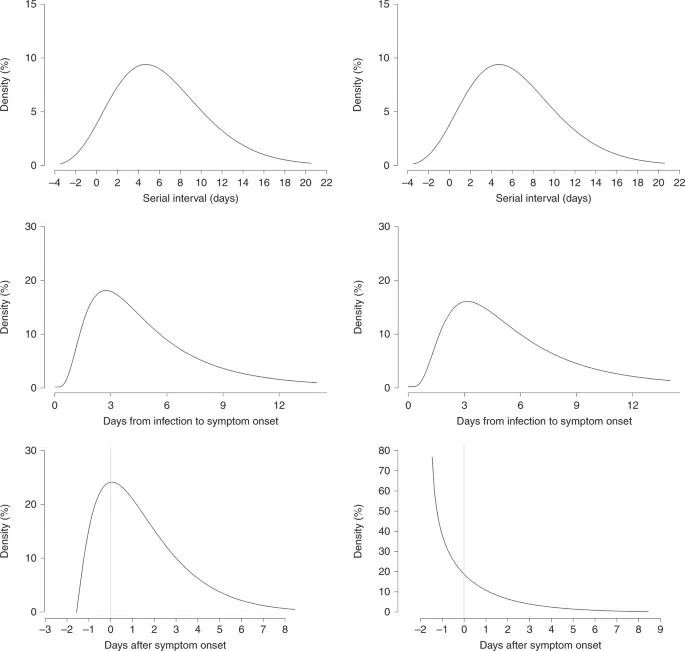 15
10
5
0
Density (%)
–4 –2 0 2 4 6 8 10 12 14 16 18 20 22
Serial interval (days)
15
10
5
0
Density (%)
–4 –2 0 2 4 6 8 10 12 14 16 18 20 22
Serial interval (days)
30
20
10
0
Density (%)
0 3 6 9 12
Days from infection to symptom onset
30
20
10
0
Density (%)
0 3 6 9 12
Days from infection to symptom onset
30
20
10
0
Density (%)
–3 –2 –1 0 1 2 3 4 5 6 7 8
Days after symptom onset
80
70
60
50
40
30
20
10
0
Density (%)
–2 –1 0 1 2 3 4 5 6 7 8 9
Days after symptom onset